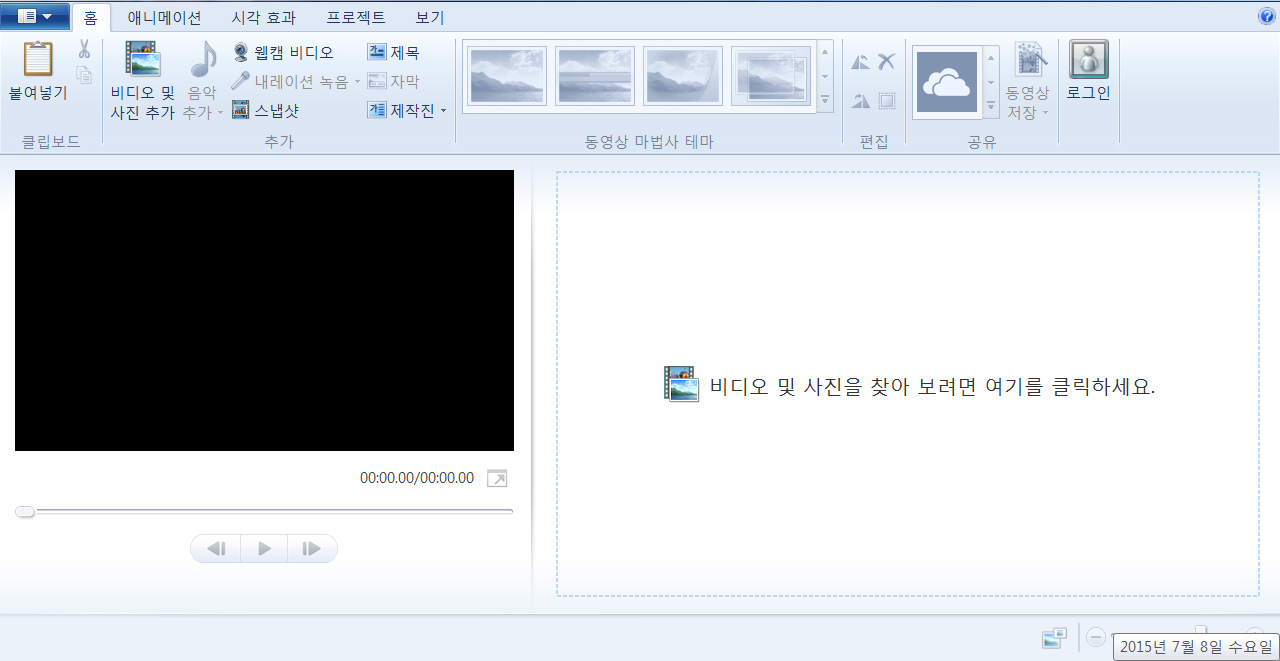 홈 애니메이션 시각 효과 프로젝트 보기
붙여넣기
클립보드
비디오 및
사진 추가
음악
추가
웹캠 비디오
내레이션 녹음
스냅샷
제목
자막
제작진
추가
동영상 마법사 테마
편집
공유
동영상
저장
로그인
00:00.00/00:00.00
비디오 및 사진을 찾아 보려면 여기를 클릭하세요.
2015년 7월 8일 수요일